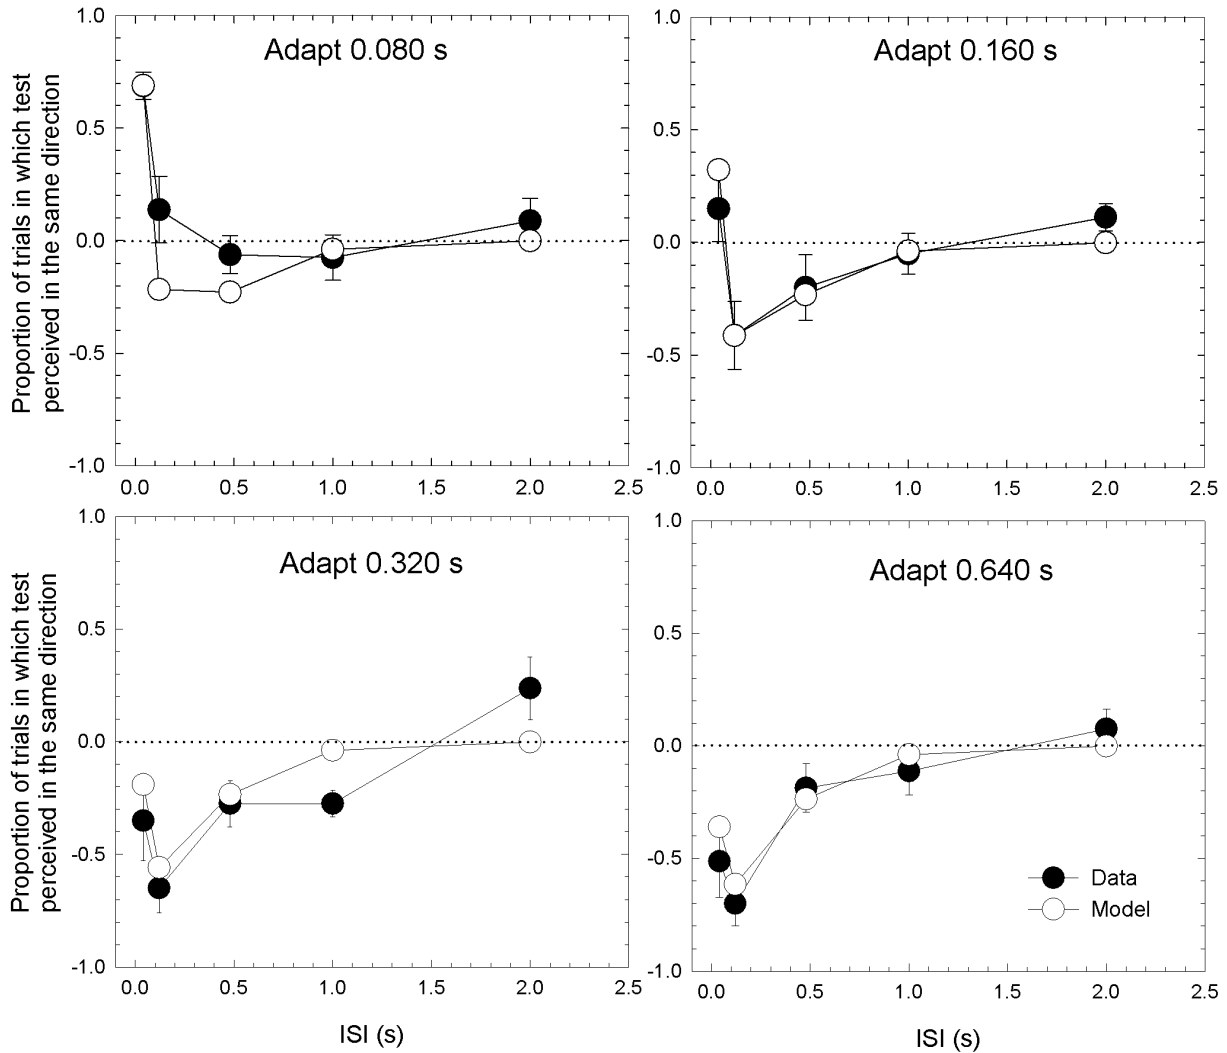 Adapt 0.080 s
Proportion of trials in which test
perceived in the same direction
1.0
0.5
0.0
-0.5
-1.0
0.0 0.5 1.0 1.5 2.0 2.5
Adapt 0.160 s
1.0
0.5
0.0
-0.5
-1.0
0.0 0.5 1.0 1.5 2.0 2.5
Adapt 0.320 s
Proportion of trials in which test
perceived in the same direction
1.0
0.5
0.0
-0.5
-1.0
0.0 0.5 1.0 1.5 2.0 2.5
ISI (s)
Adapt 0.640 s
1.0
0.5
0.0
-0.5
-1.0
Data
Model
0.0 0.5 1.0 1.5 2.0 2.5
ISI (s)